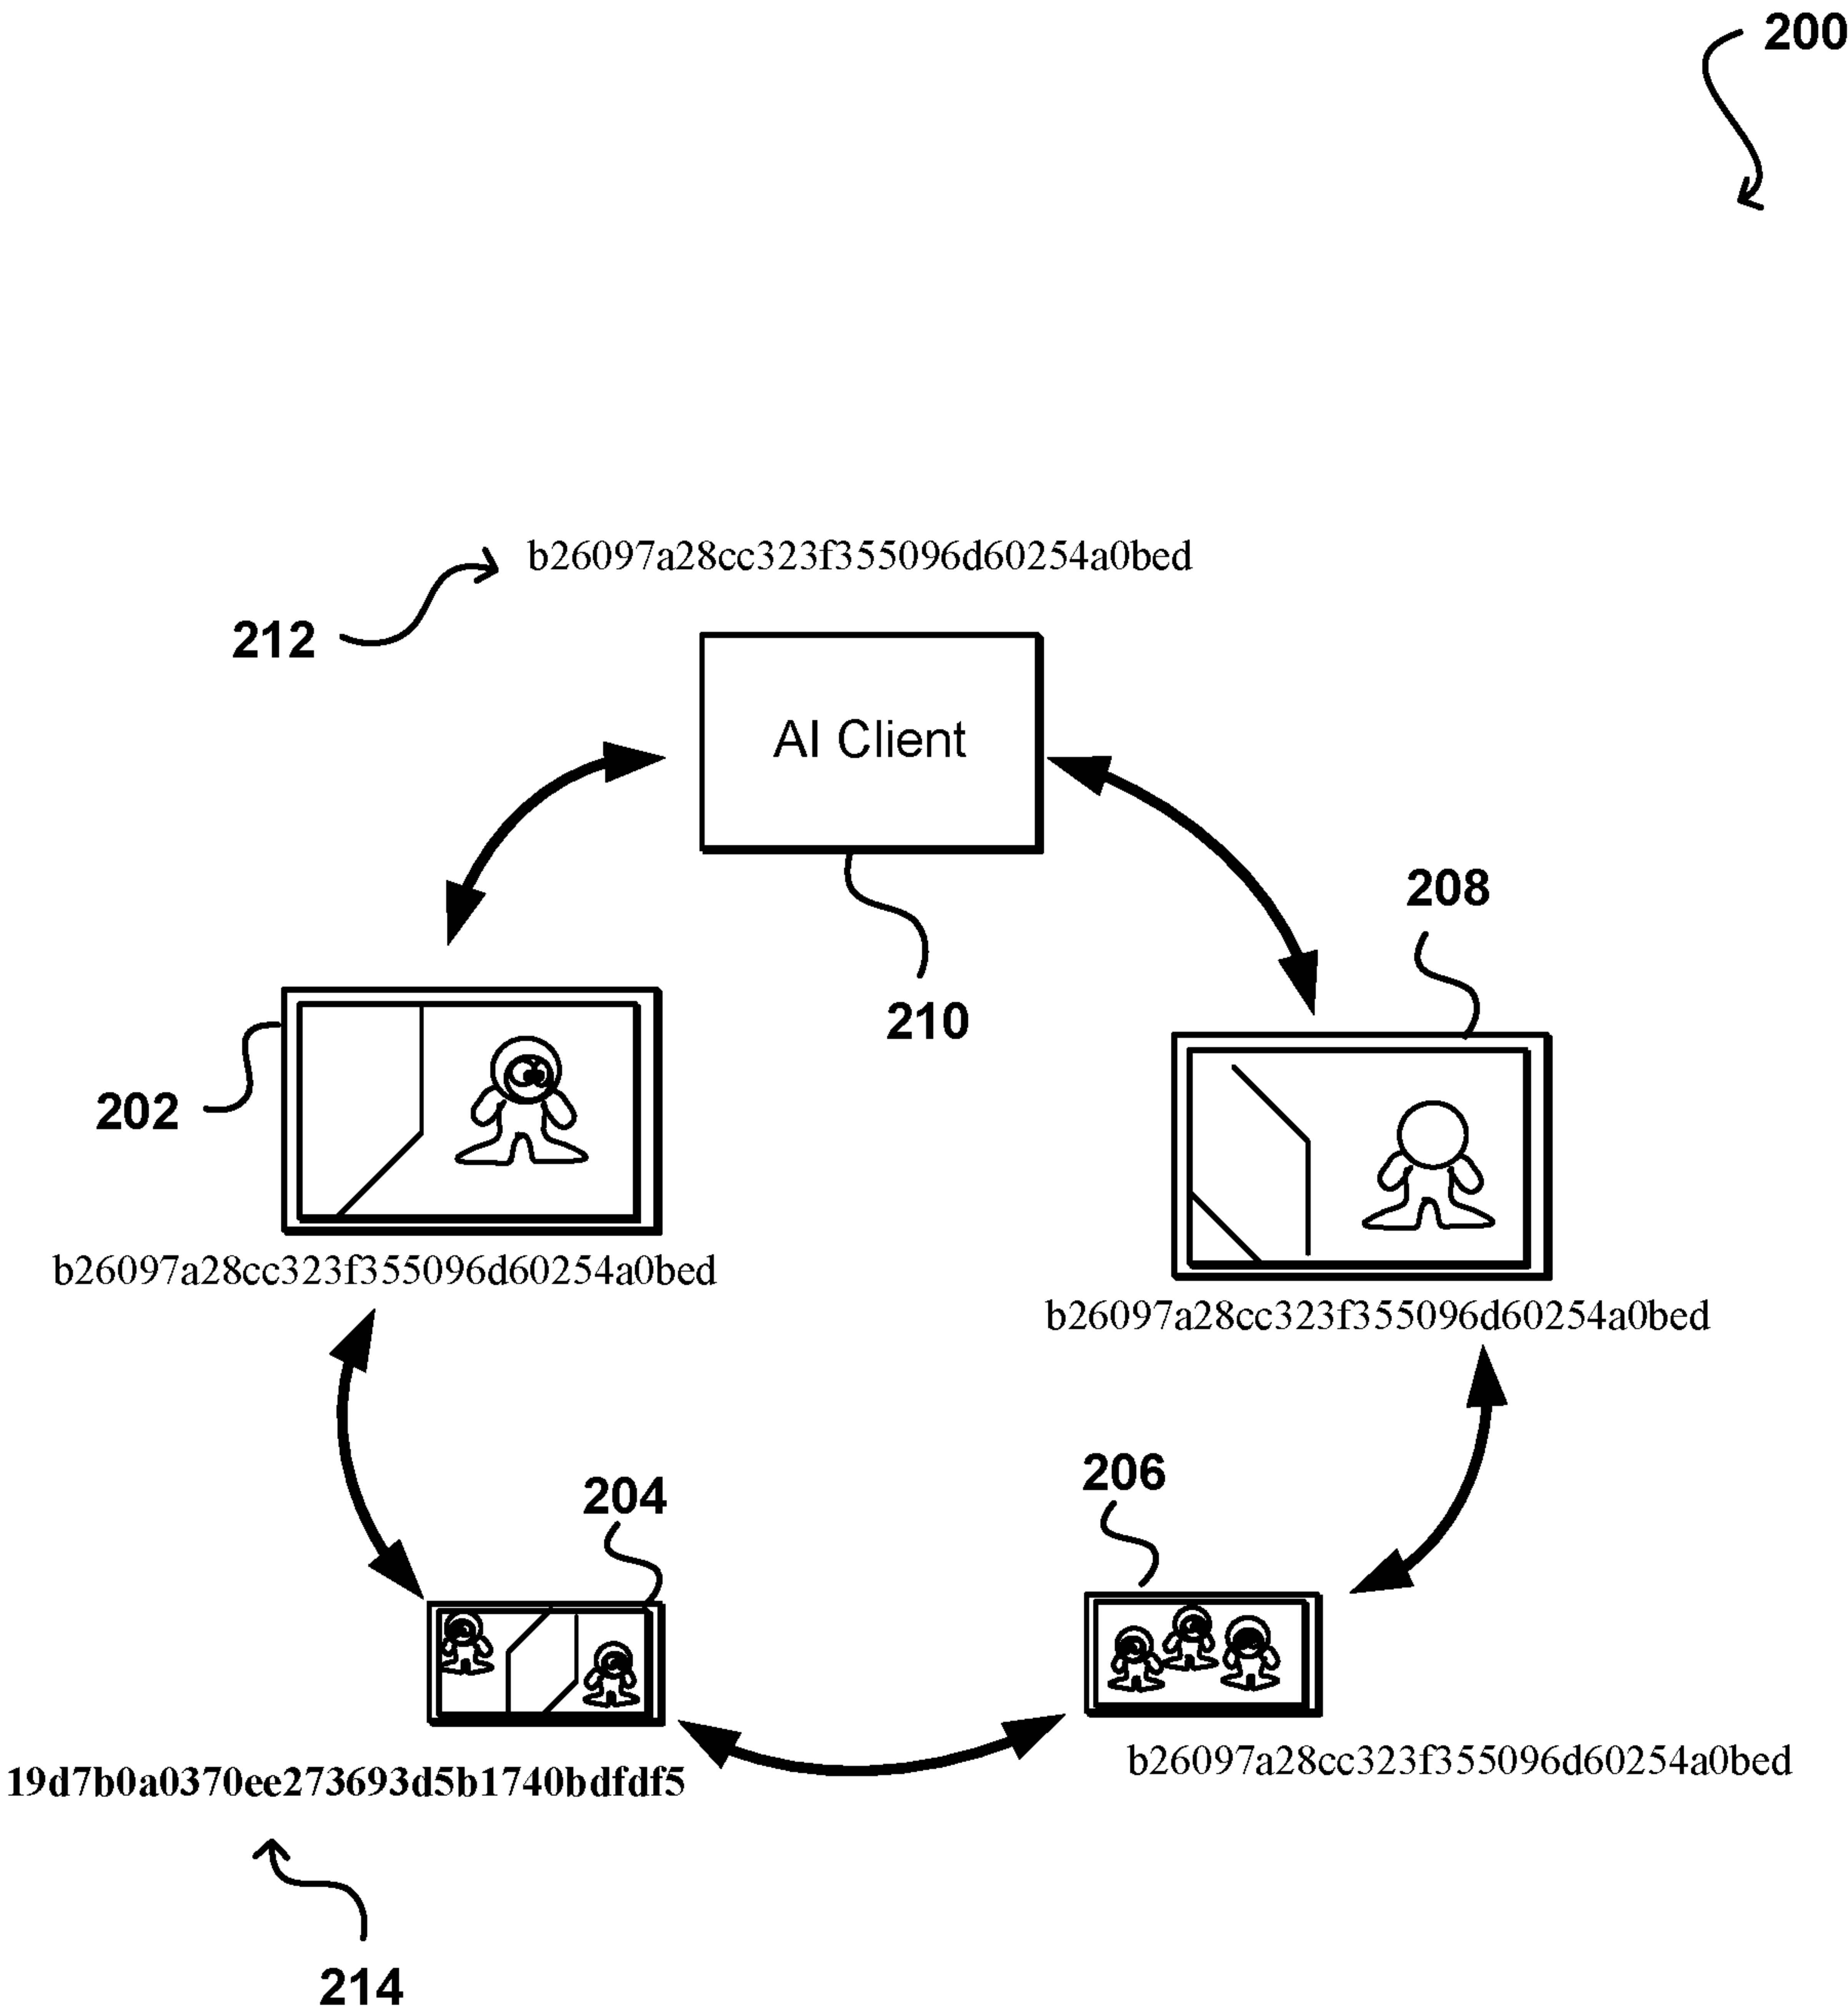 200
b26097a28cc323f355096d60254a0bed
212
AI Client
208
210
202
b26097a28cc323f355096d60254a0bed
b26097a28cc323f355096d60254a0bed
206
204
b26097a28cc323f355096d60254a0bed
19d7b0a0370ee273693d5b1740bdfdf5
214